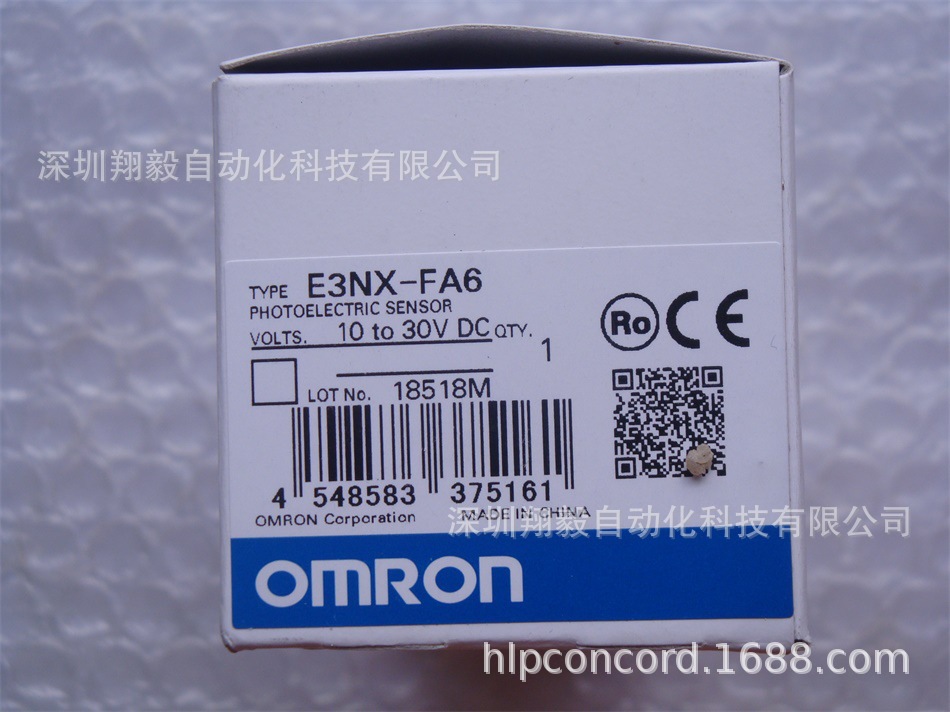 深圳翔毅自动化科技有限公司
TYPE E3NX-FA6
PHOTOELECTRIC SENSOR
VOLTS. 10 to 30V DC QTY. 1
LOT No. 18518M
Ro CE
4 548583 375161
OMRON Corporation MADE IN CHINA
深圳翔毅自动化科技有限公司
OMRON
hlpconcord.1688.com